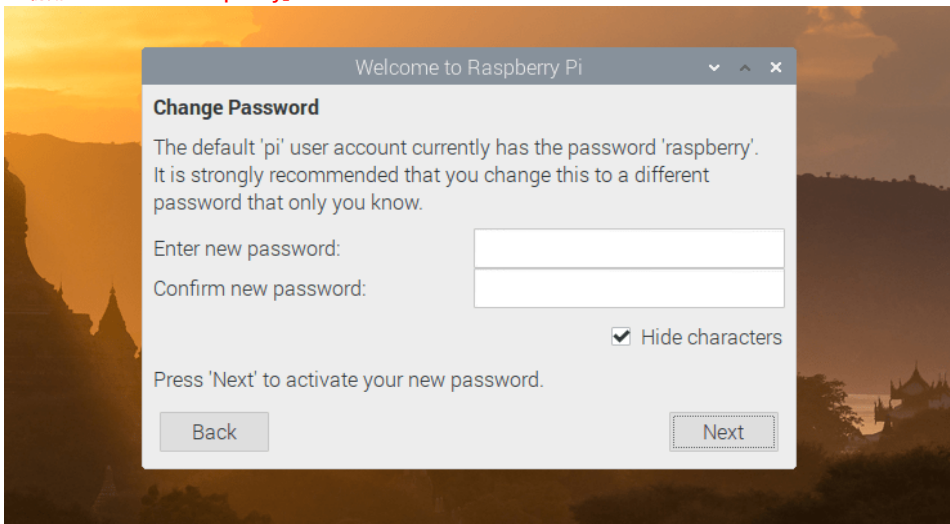 Welcome to Raspberry Pi
Change Password
The default 'pi' user account currently has the password 'raspberry'.
It is strongly recommended that you change this to a different
password that only you know.
Enter new password:
Confirm new password:
Hide characters
Press 'Next' to activate your new password.
Back
Next